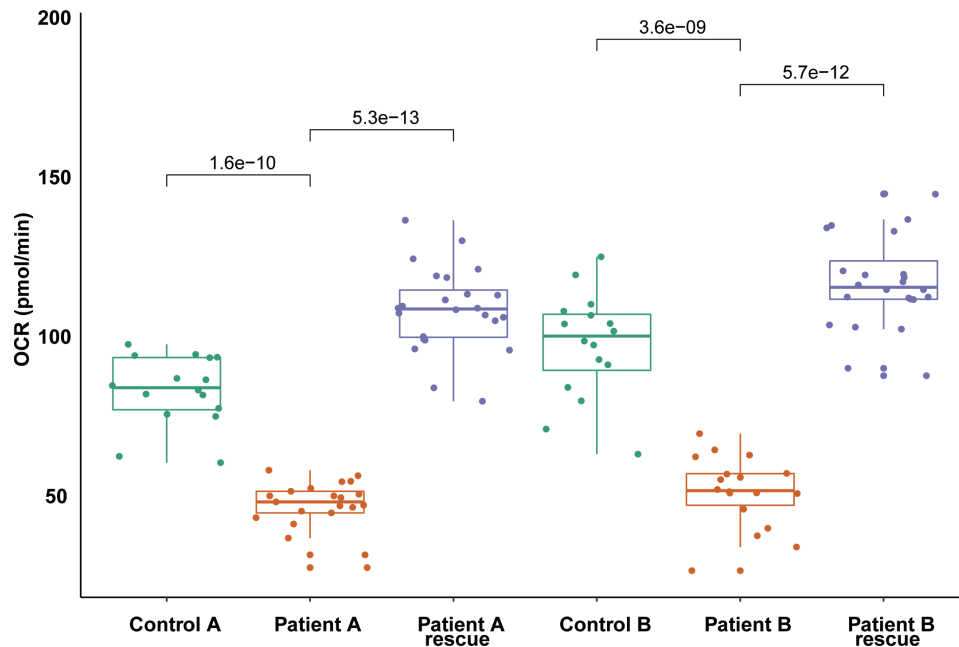 200
150
100
50
OCR (pmol/min)
3.6e−09
5.7e−12
5.3e−13
1.6e−10
Control A
Patient A
Patient A
rescue
Control B
Patient B
Patient B
rescue